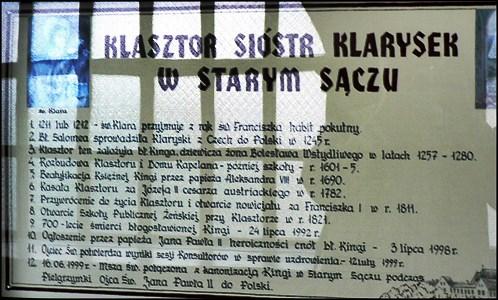 KLASZTOR SIÓSTR KLARYSEK
W STARYM SĄCZU
św. Klara
1. 1211 lub 1212 - św. Klara przyjmuje z rąk św. Franciszka habit pokutny.
2. Bł. Salomea sprowadziła Klaryski z Czech do Polski w 1245 r.
3. Klasztor ten założyła bł. Kinga, dziewicza żona Bolesława Wstydliwego w latach 1257 - 1280.
4. Rozbudowa Klasztoru i Domu Kapelana- później szkoły - r. 1601 - 5.
5. Beatyfikacja Księżnej Kingi przez papieża Aleksandra VIII w r. 1690.
6. Kasata Klasztoru za Józefa II cesarza austriackiego w r. 1782.
7. Przywrócenie do życia Klasztoru i otwarcie nowicjatu za Franciszka I w r. 1811.
8. Otwarcie Szkoły Publicznej Żeńskiej przy Klasztorze w r. 1821.
9. 700-lecie śmierci błogosławionej Kingi - 24 lipca 1992 r.
10. Ogłoszenie przez papieża Jana Pawła II heroiczności cnót bł. Kingi - 3 lipca 1998 r.
11. Ojciec Św. potwierdza wyniki sesji Konsultorów w sprawie uzdrowienia.- 12 luty 1999 r.
12. 16.06.1999 r.- Msza św. połączona z kanonizacją Kingi w Starym Sączu podczas
Pielgrzymki Ojca Św. Jana Pawła II do Polski.